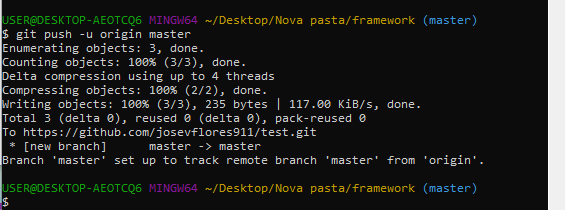 USER@DESKTOP-AEOTCQ6 MINGW64 ~/Desktop/Nova pasta/framework (master)
$ git push -u origin master
Enumerating objects: 3, done.
Counting objects: 100% (3/3), done.
Delta compression using up to 4 threads
Compressing objects: 100% (2/2), done.
Writing objects: 100% (3/3), 235 bytes | 117.00 KiB/s, done.
Total 3 (delta 0), reused 0 (delta 0), pack-reused 0
To https://github.com/josevflores911/test.git
 * [new branch]      master -> master
Branch 'master' set up to track remote branch 'master' from 'origin'.
USER@DESKTOP-AEOTCQ6 MINGW64 ~/Desktop/Nova pasta/framework (master)
$